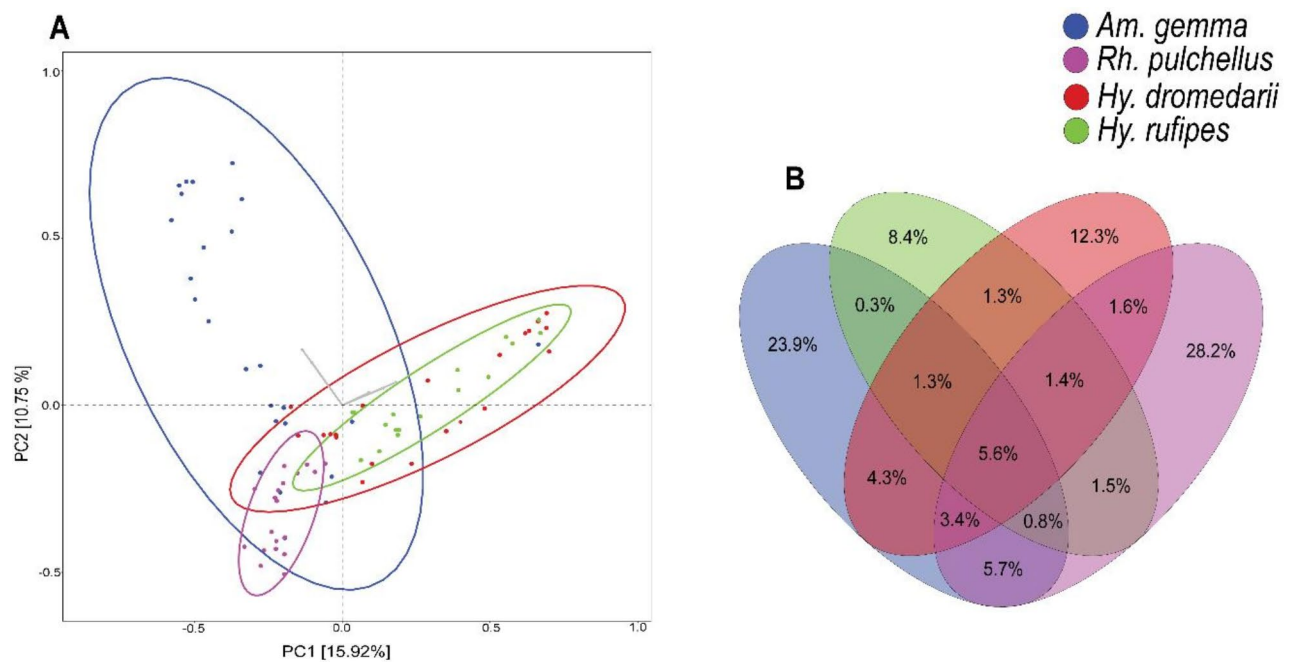 A
1.0
0.5
0.0
-0.5
PC2 [10.75 %]
-0.5
0.0
0.5
1.0
PC1 [15.92%]
Am. gemma
Rh. pulchellus
Hy. dromedarii
Hy. rufipes
B
8.4%
12.3%
0.3%
1.3%
1.6%
23.9%
28.2%
1.3%
1.4%
5.6%
4.3%
1.5%
3.4%
0.8%
5.7%